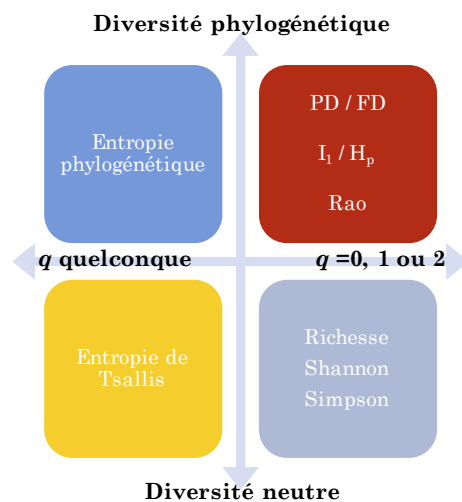 Diversité phylogénétique
Entropie
phylogénétique
PD / FD
I₁ / Hₚ
Rao
q quelconque
q =0, 1 ou 2
Entropie de
Tsallis
Richesse
Shannon
Simpson
Diversité neutre